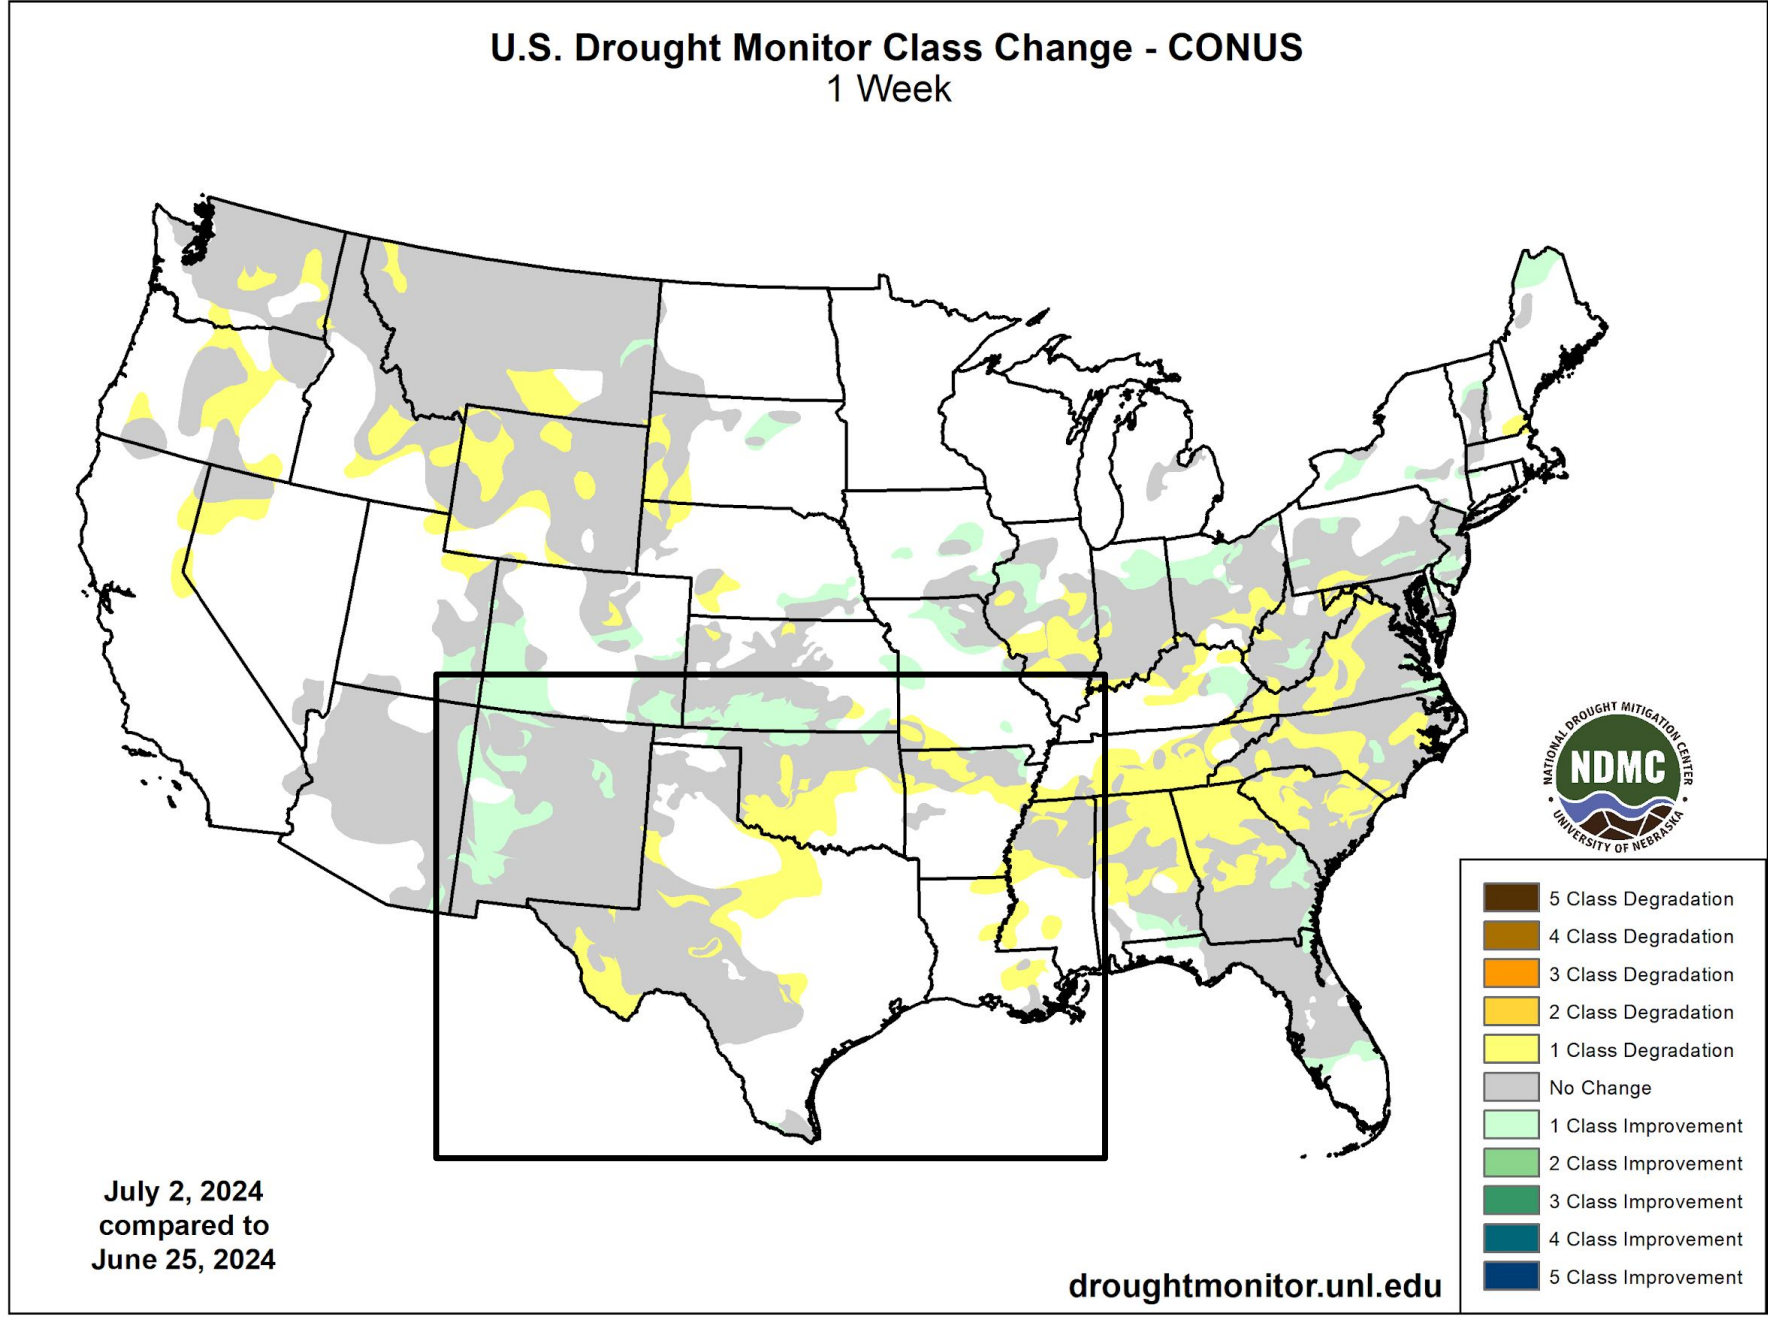 U.S. Drought Monitor Class Change - CONUS
1 Week
NATIONAL DROUGHT MITIGATION CENTER
NDMC
UNIVERSITY OF NEBRASKA
5 Class Degradation
4 Class Degradation
3 Class Degradation
2 Class Degradation
1 Class Degradation
No Change
1 Class Improvement
2 Class Improvement
3 Class Improvement
4 Class Improvement
5 Class Improvement
July 2, 2024
compared to
June 25, 2024
droughtmonitor.unl.edu